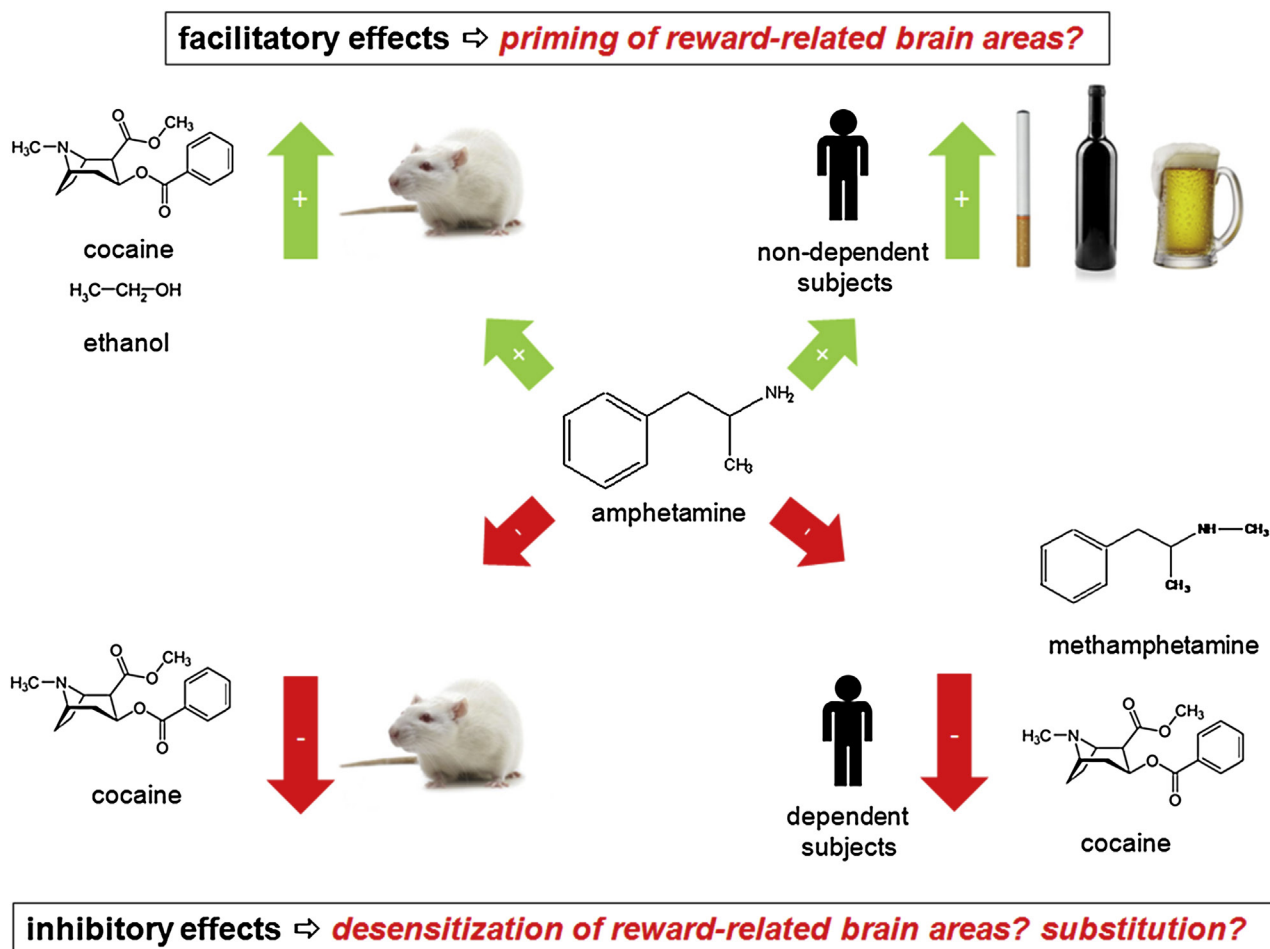 facilitatory effects ⇨ priming of reward-related brain areas?
O
CH₃
O
H₃C
N
O
O
cocaine
H₃C–CH₂–OH
ethanol
+
non-dependent
subjects
+
+
+
NH₂
CH₃
amphetamine
-
-
NH
CH₃
CH₃
methamphetamine
O
CH₃
O
H₃C
N
O
O
cocaine
-
dependent
subjects
-
O
CH₃
O
H₃C
N
O
O
cocaine
inhibitory effects ⇨ desensitization of reward-related brain areas? substitution?